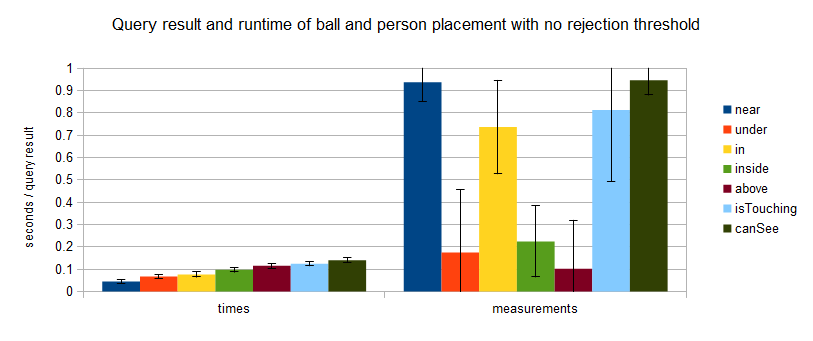 Query result and runtime of ball and person placement with no rejection threshold
seconds / query result
1
0.9
0.8
0.7
0.6
0.5
0.4
0.3
0.2
0.1
0
times
measurements
near
under
in
inside
above
isTouching
canSee